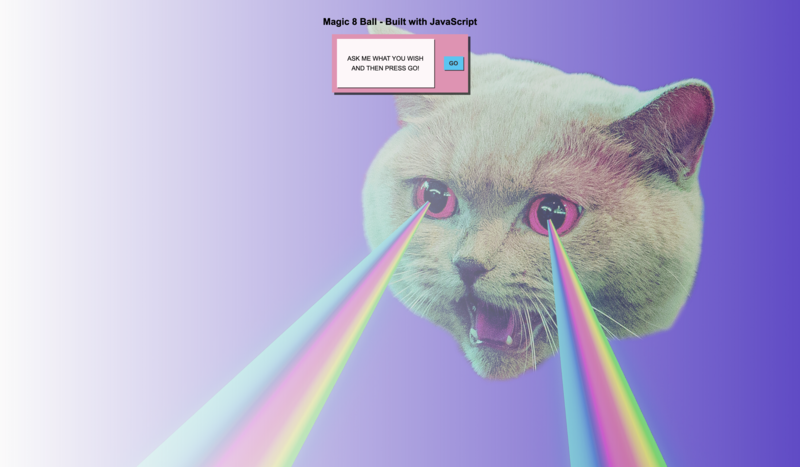 Magic 8 Ball - Built with JavaScript
ASK ME WHAT YOU WISH
AND THEN PRESS GO!
GO